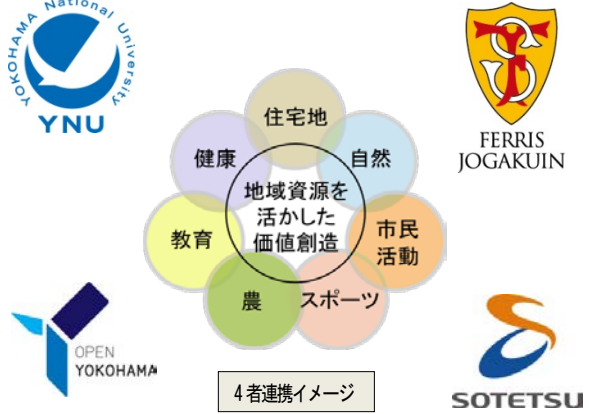 YOKOHAMA National University
YNU
FERRIS
JOGAKUIN
住宅地
健康
自然
地域資源を
活かした
価値創造
教育
市民
活動
農
スポーツ
OPEN
YOKOHAMA
4者連携イメージ
SOTETSU